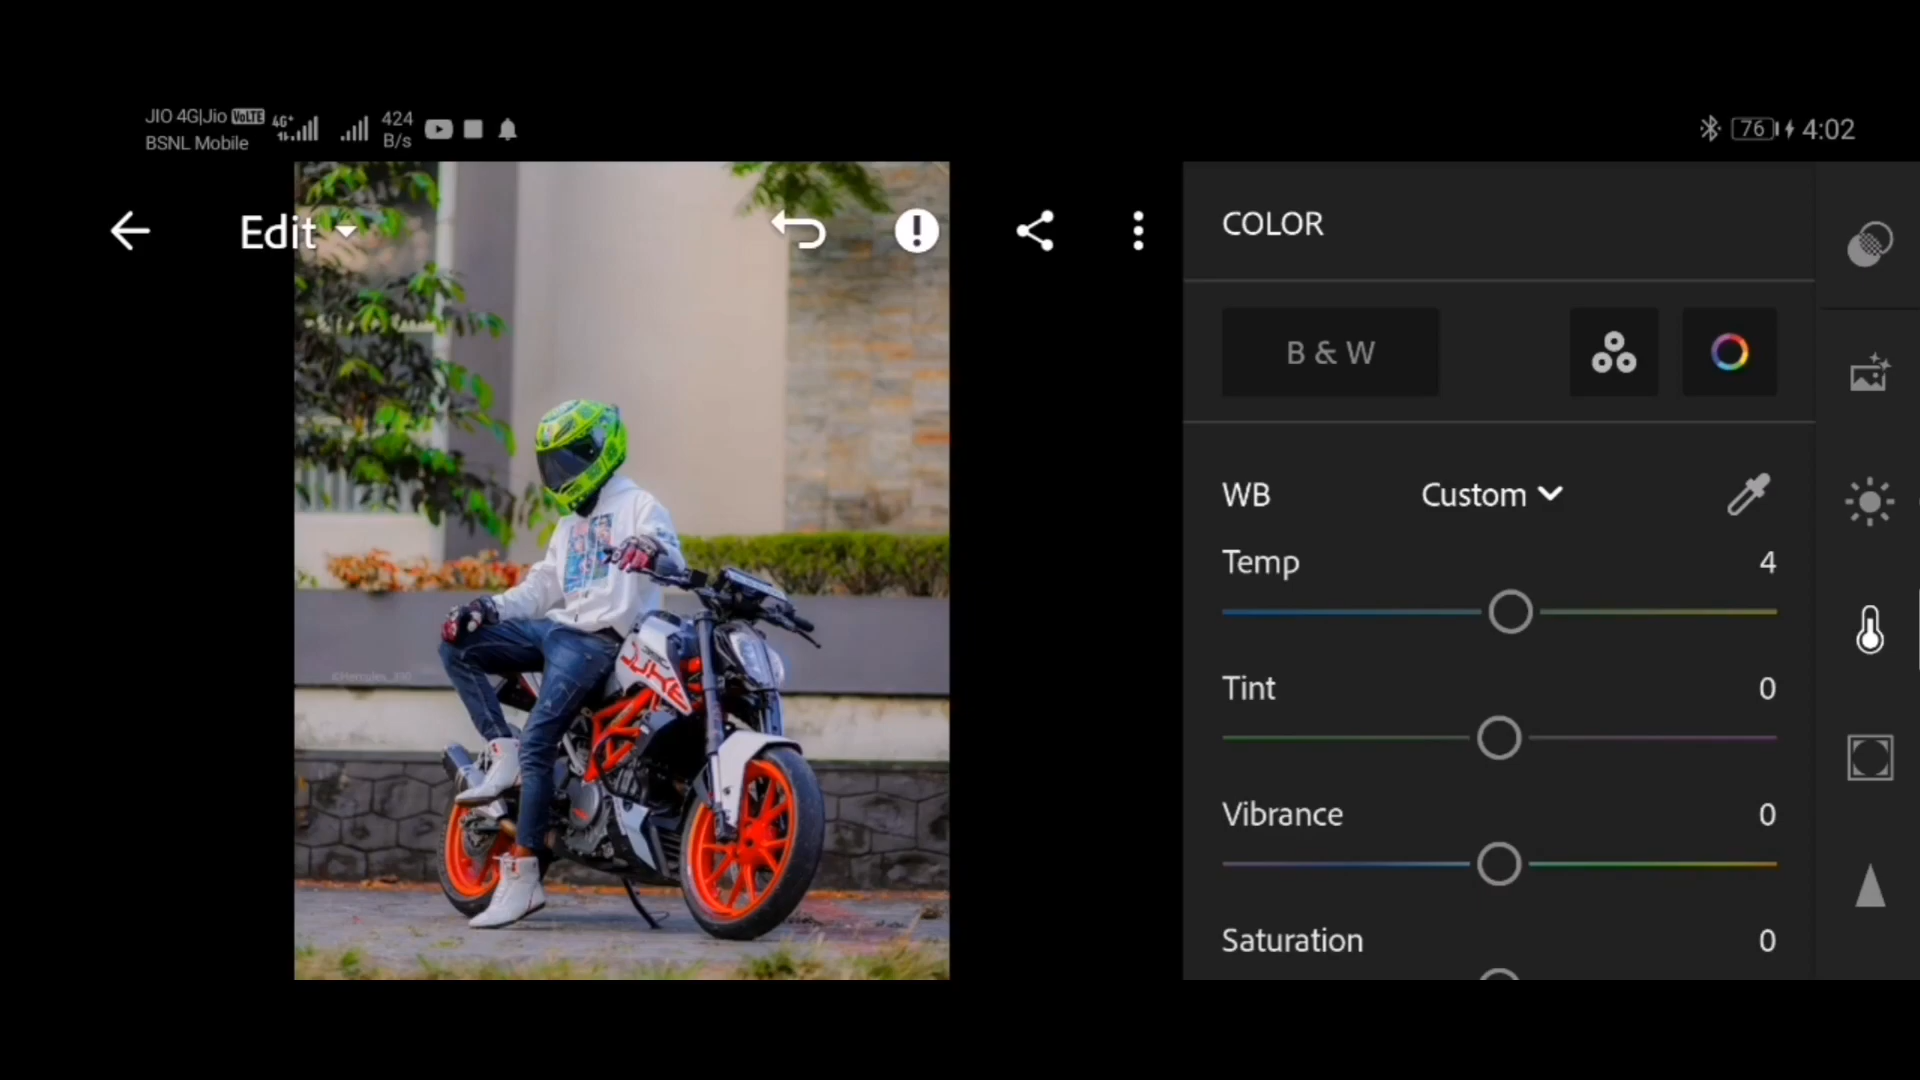 JIO 4G|Jio VoLTE
BSNL Mobile
4G+
424
B/s
76
4:02
Edit
COLOR
B & W
WB
Custom
Temp
4
Tint
0
Vibrance
0
Saturation
0
DUKE